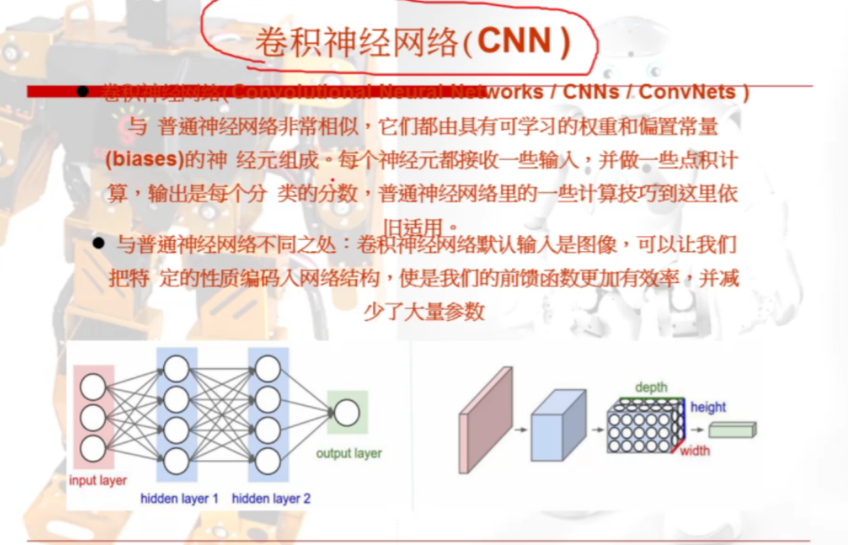 卷积神经网络(CNN)
卷积神经网络(Convolutional Neural Networks / CNNs / ConvNets )
与 普通神经网络非常相似，它们都由具有可学习的权重和偏置常量
(biases)的神 经元组成。每个神经元都接收一些输入，并做一些点积计
算，输出是每个分 类的分数，普通神经网络里的一些计算技巧到这里依
旧适用。
与普通神经网络不同之处：卷积神经网络默认输入是图像，可以让我们
把特 定的性质编码入网络结构，使是我们的前馈函数更加有效率，并减
少了大量参数
input layer
hidden layer 1
hidden layer 2
output layer
depth
height
width